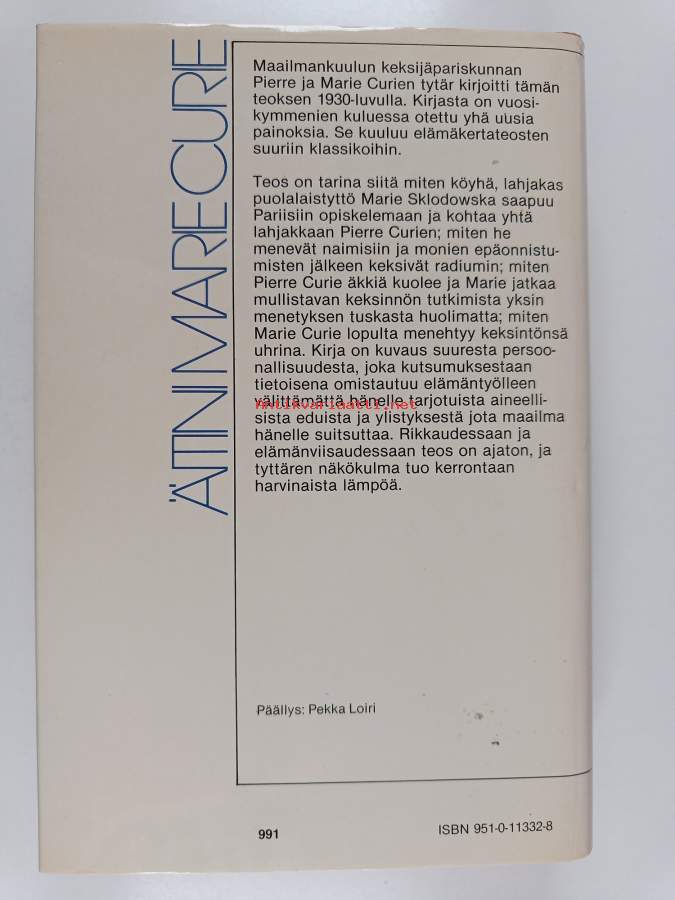 ÄITINI MARIE CURIE
Maailmankuulun keksijäpariskunnan
Pierre ja Marie Curien tytär kirjoitti tämän
teoksen 1930-luvulla. Kirjasta on vuosi-
kymmenien kuluessa otettu yhä uusia
painoksia. Se kuuluu elämäkertateosten
suuriin klassikoihin.
Teos on tarina siitä miten köyhä, lahjakas
puolalaistyttö Marie Sklodowska saapuu
Pariisiin opiskelemaan ja kohtaa yhtä
lahjakkaan Pierre Curien; miten he
menevät naimisiin ja monien epäonnistu-
misten jälkeen keksivät radiumin; miten
Pierre Curie äkkiä kuolee ja Marie jatkaa
mullistavan keksinnön tutkimista yksin
menetyksen tuskasta huolimatta; miten
Marie Curie lopulta menehtyy keksintönsä
uhrina. Kirja on kuvaus suuresta persoo-
nallisuudesta, joka kutsumuksestaan
tietoisena omistautuu elämäntyölleen
välittämättä hänelle tarjotuista aineelli-
Antikvariaatti.net
sista eduista ja ylistyksestä jota maailma
hänelle suitsuttaa. Rikkaudessaan ja
elämänviisaudessaan teos on ajaton, ja
tyttären näkökulma tuo kerrontaan
harvinaista lämpöä.
Päällys: Pekka Loiri
991
ISBN 951-0-11332-8